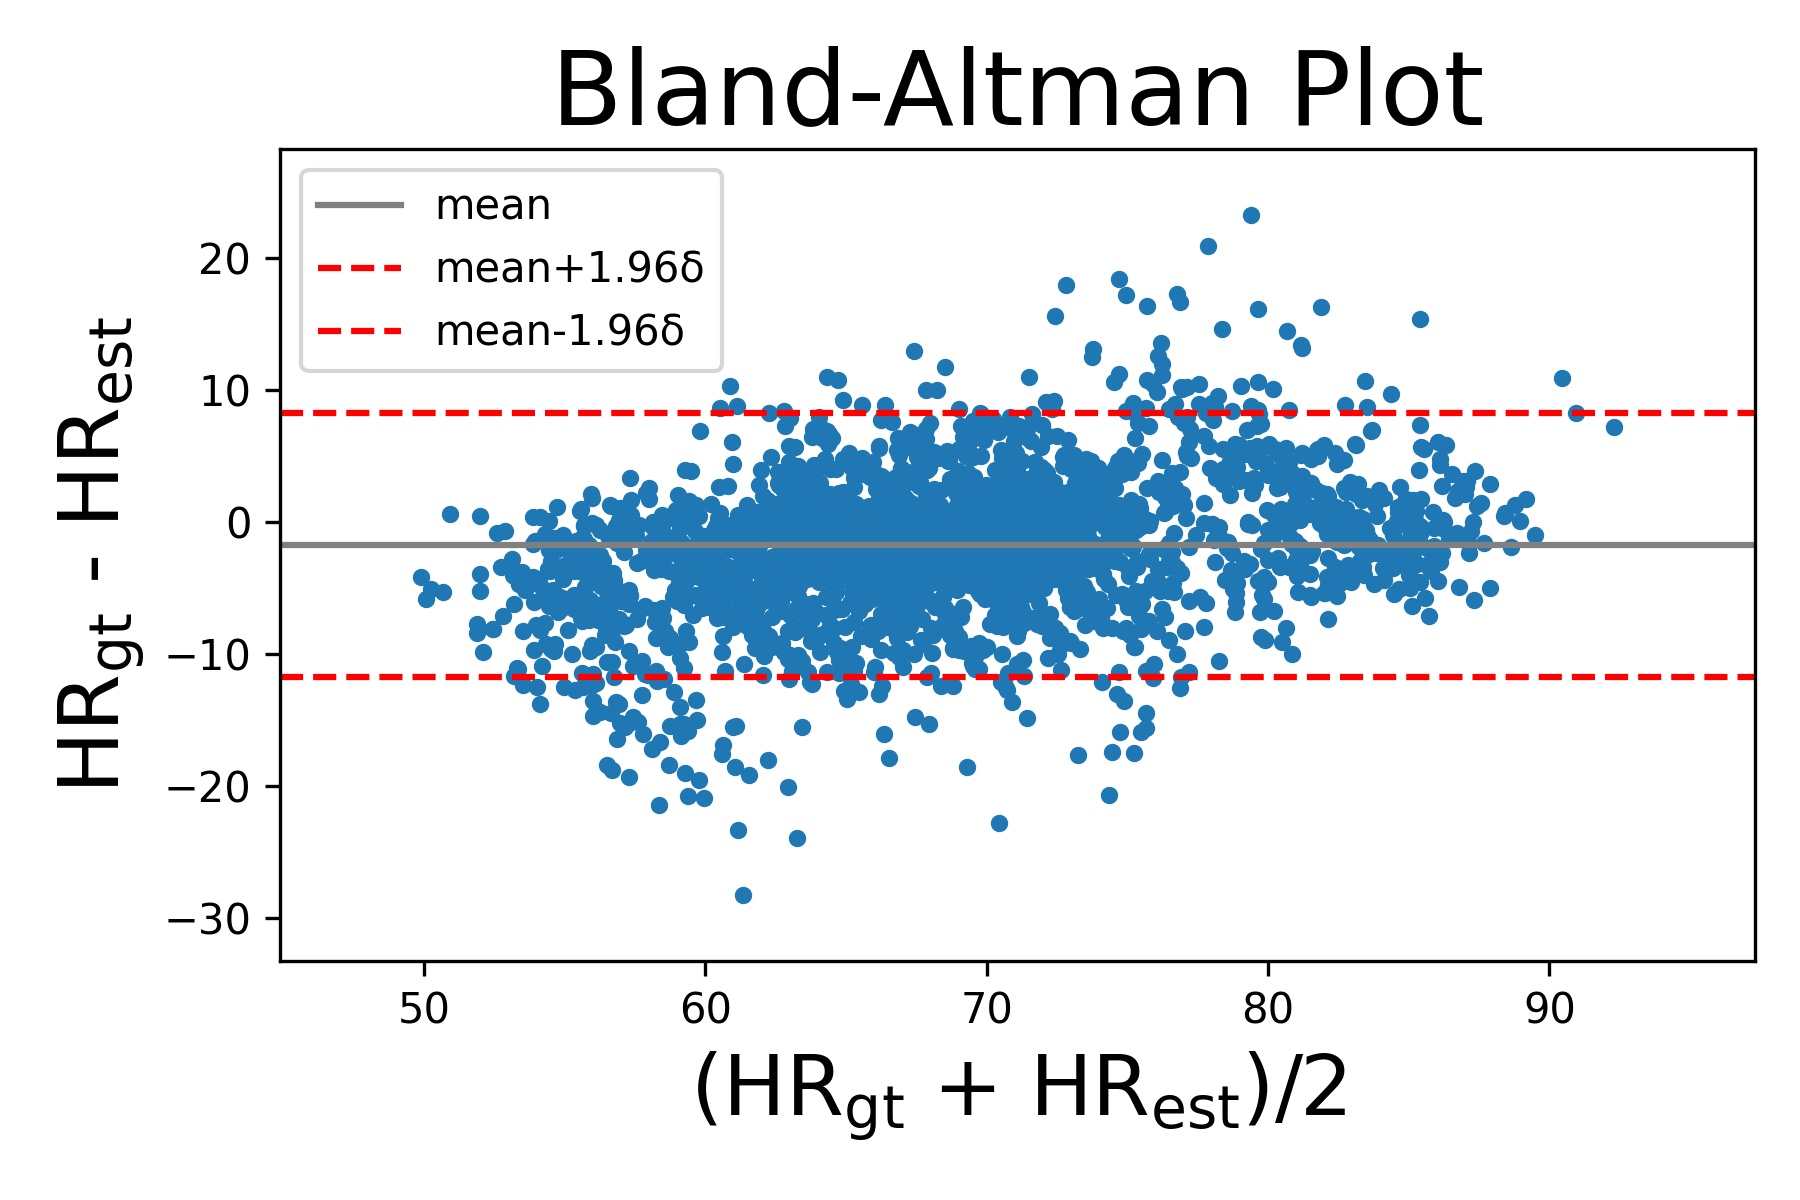 Bland-Altman Plot
mean
mean+1.96δ
mean-1.96δ
HRgt - HRest
20
10
0
−10
−20
−30
50 60 70 80 90
(HRgt + HRest)/2